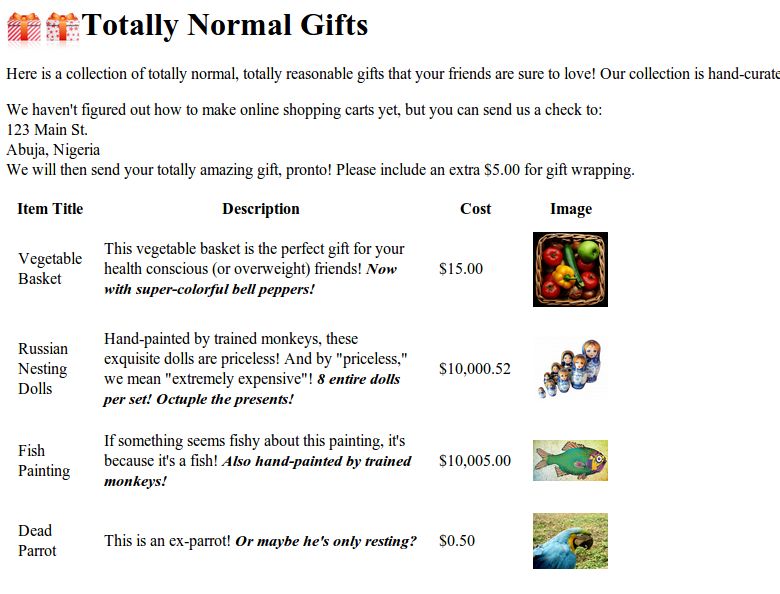 Totally Normal Gifts
Here is a collection of totally normal, totally reasonable gifts that your friends are sure to love! Our collection is
We haven't figured out how to make online shopping carts yet, but you can send us a check to:
123 Main St.
Abuja, Nigeria
We will then send your totally amazing gift, pronto! Please include an extra $5.00 for gift wrapping.
Item Title Description Cost Image
Vegetable
Basket
This vegetable basket is the perfect gift for your
health conscious (or overweight) friends! Now
with super-colorful bell peppers!
$15.00
Russian
Nesting
Dolls
Hand-painted by trained monkeys, these
exquisite dolls are priceless! And by "priceless,"
we mean "extremely expensive"! 8 entire dolls
per set! Octuple the presents!
$10,000.52
Fish
Painting
If something seems fishy about this painting, it's
because it's a fish! Also hand-painted by trained
monkeys!
$10,005.00
Dead
Parrot
This is an ex-parrot! Or maybe he's only resting?
$0.50